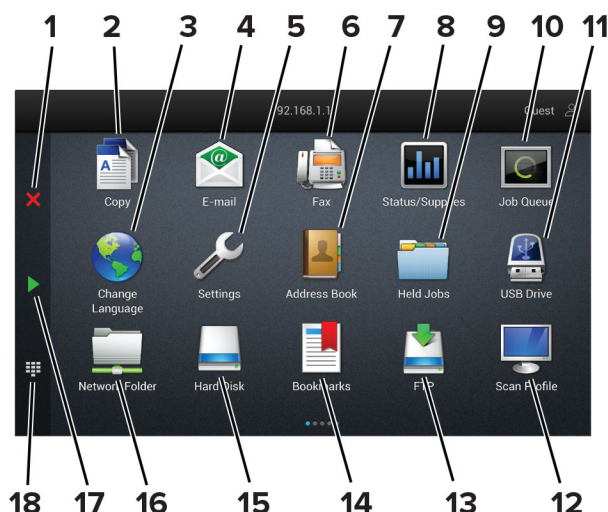 1 2 3 4 5 6 7 8 9 10 11
92.168.1.1 Guest
A @
Copy E-mail Fax Status/Supplies Job Queue
Change Language Settings Address Book Held Jobs USB Drive
Network Folder Hard Disk Bookmarks FTP Scan Profile
18 17 16 15 14 13 12